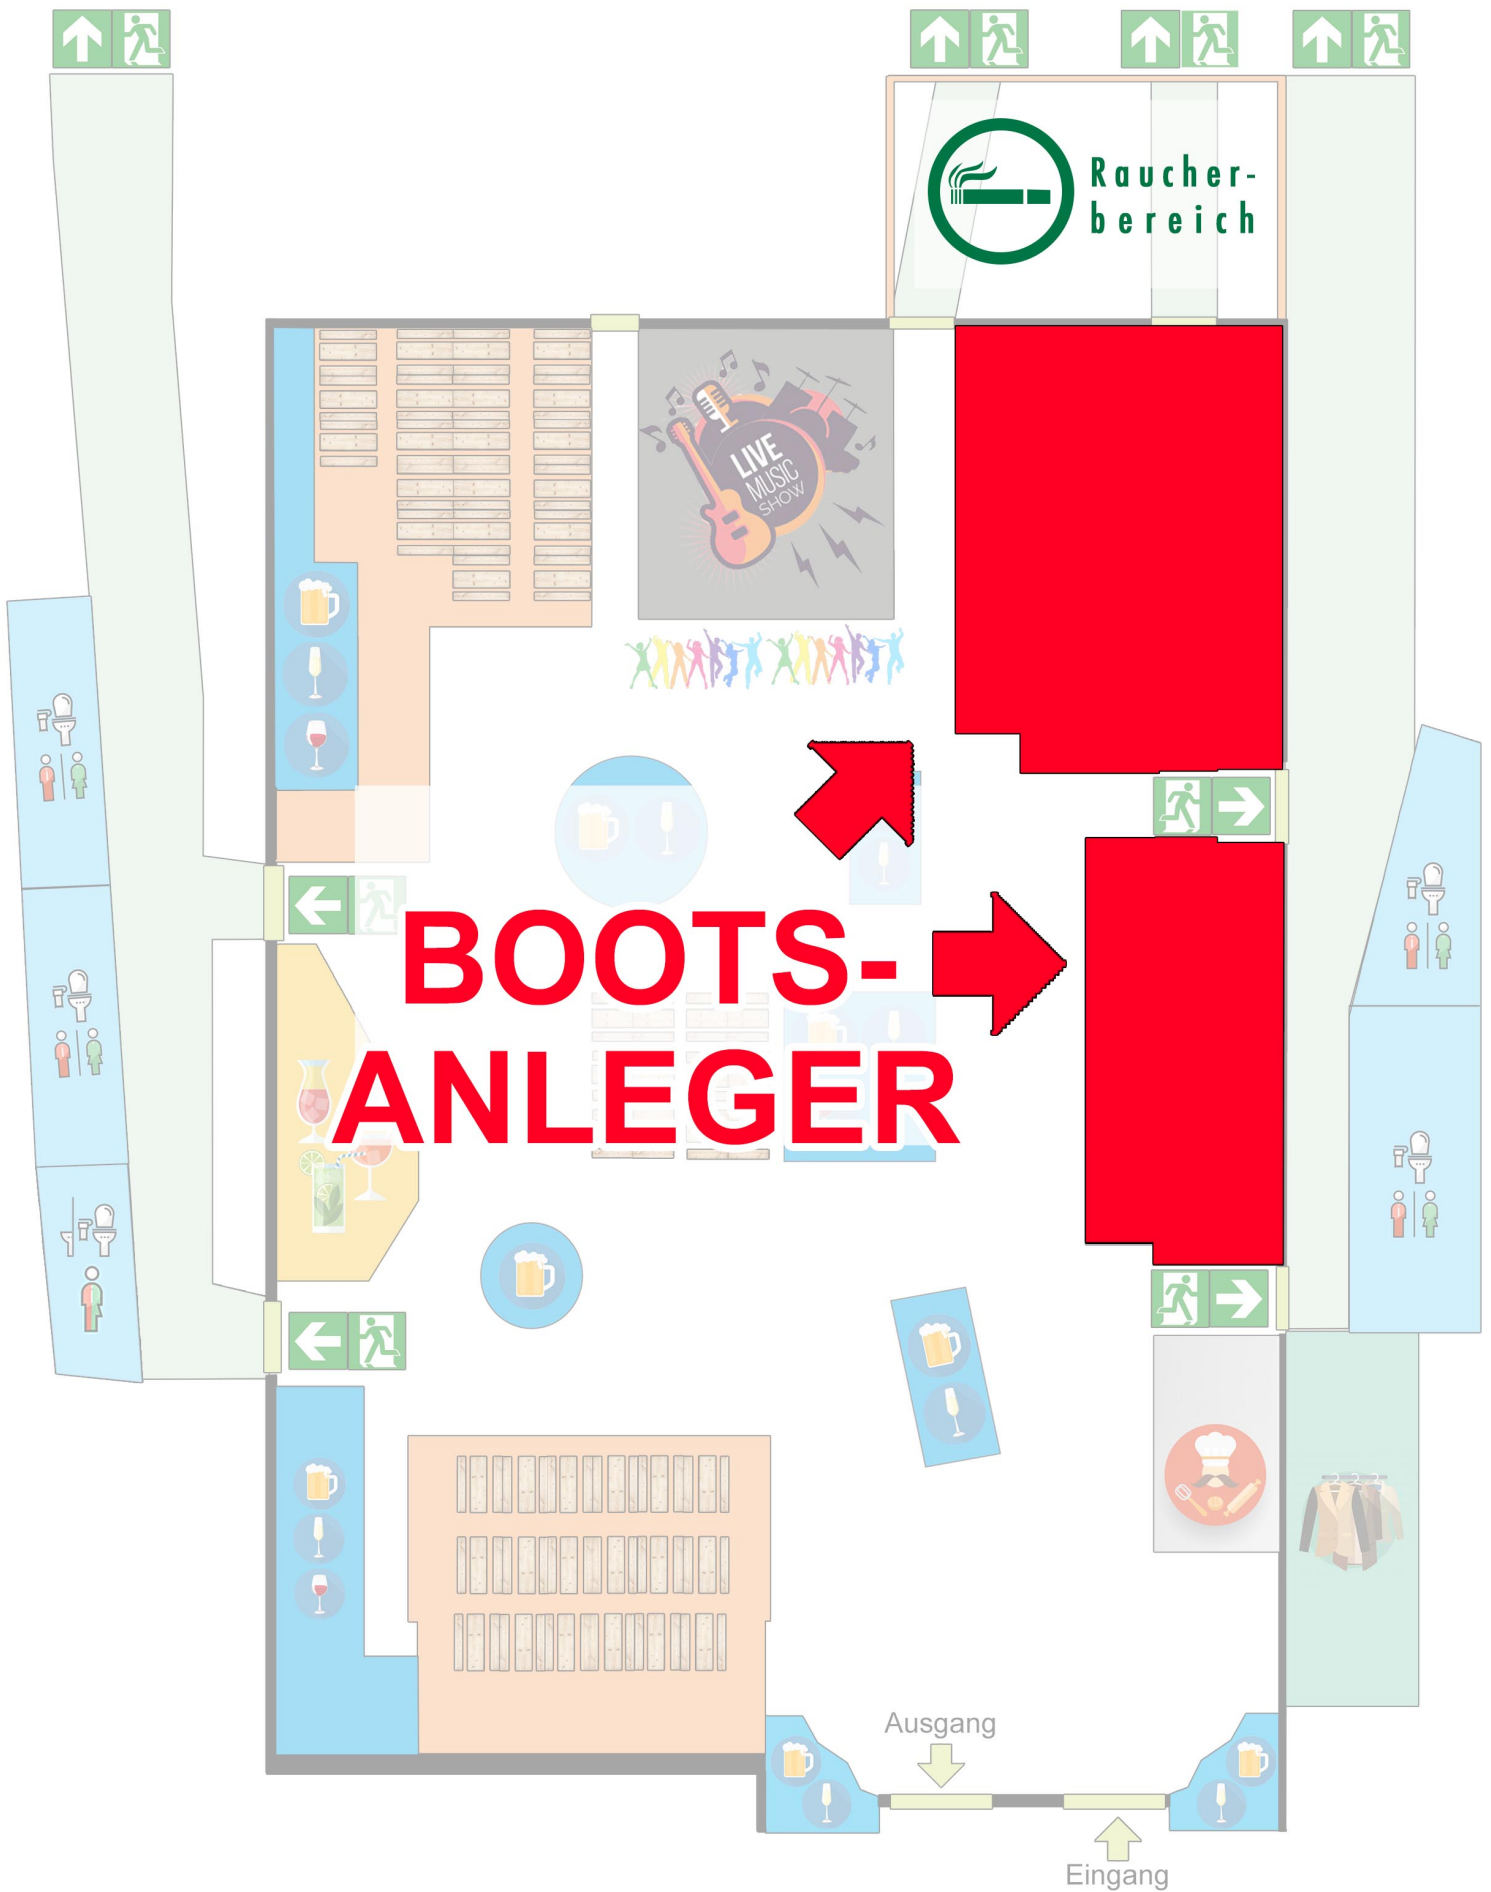 Raucher-
bereich
LIVE
MUSIC
SHOW
BOOTS-
ANLEGER
Ausgang
Eingang